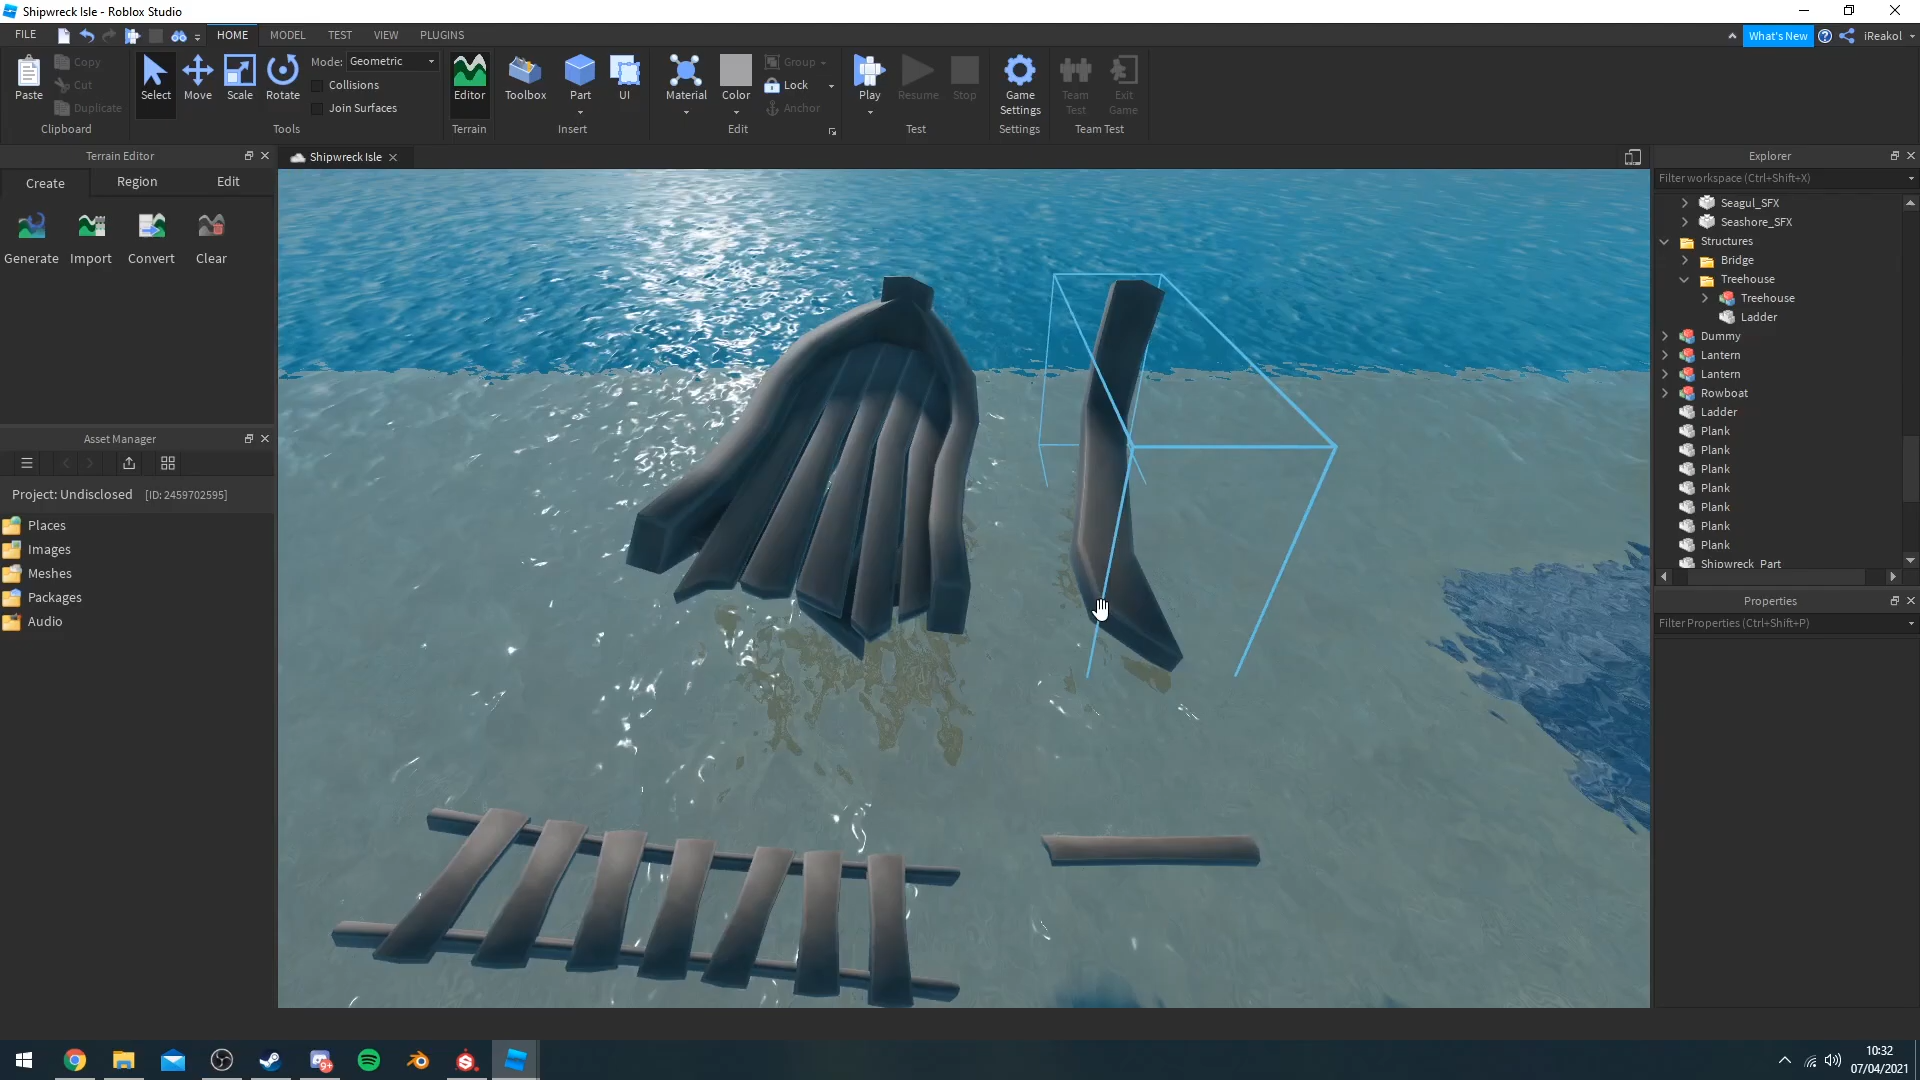 Shipwreck Isle - Roblox Studio
FILE HOME MODEL TEST VIEW PLUGINS What's New iReakol
Paste Copy Cut Duplicate Clipboard
Select Move Scale Rotate Mode: Geometric Collisions Join Surfaces Tools
Editor Terrain
Toolbox Part UI Insert
Material Color Group Lock Anchor Edit
Play Resume Stop Test
Game Settings Settings
Team Test Exit Game Team Test
Terrain Editor
Create Region Edit
Generate Import Convert Clear
Asset Manager
Project: Undisclosed [ID: 2459702595]
Places
Images
Meshes
Packages
Audio
Shipwreck Isle
Explorer
Filter workspace (Ctrl+Shift+X)
Seagul_SFX
Seashore_SFX
Structures
Bridge
Treehouse
Treehouse
Ladder
Dummy
Lantern
Lantern
Rowboat
Ladder
Plank
Plank
Plank
Plank
Plank
Plank
Plank
Shipwreck_Part
Properties
Filter Properties (Ctrl+Shift+P)
9+
10:32
07/04/2021